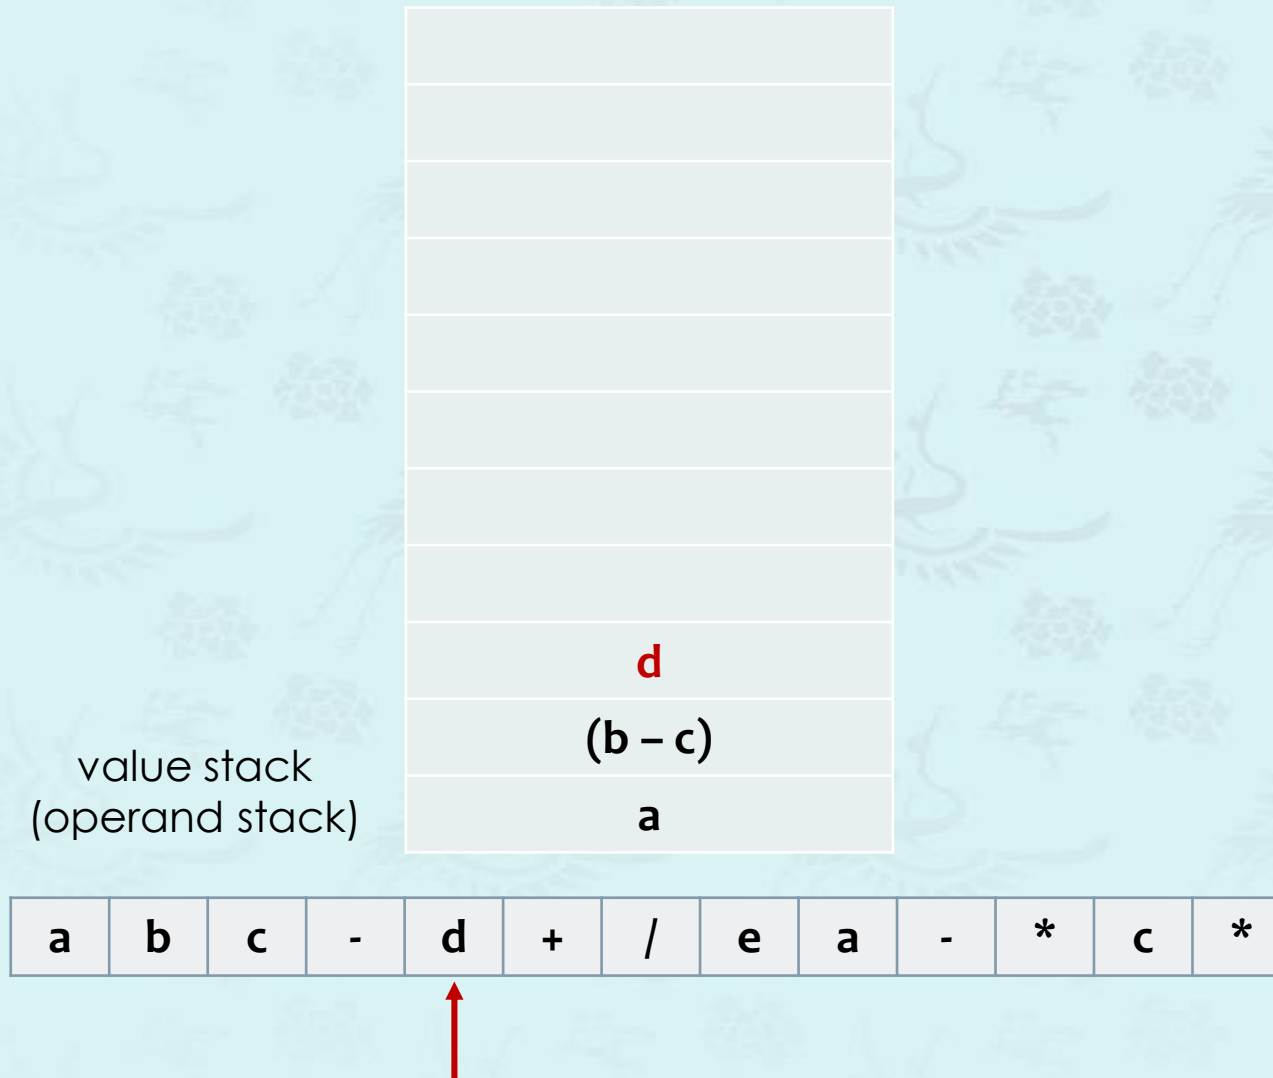 d
(b – c)
value stack
(operand stack)
a
a b c - d + / e a - * c *